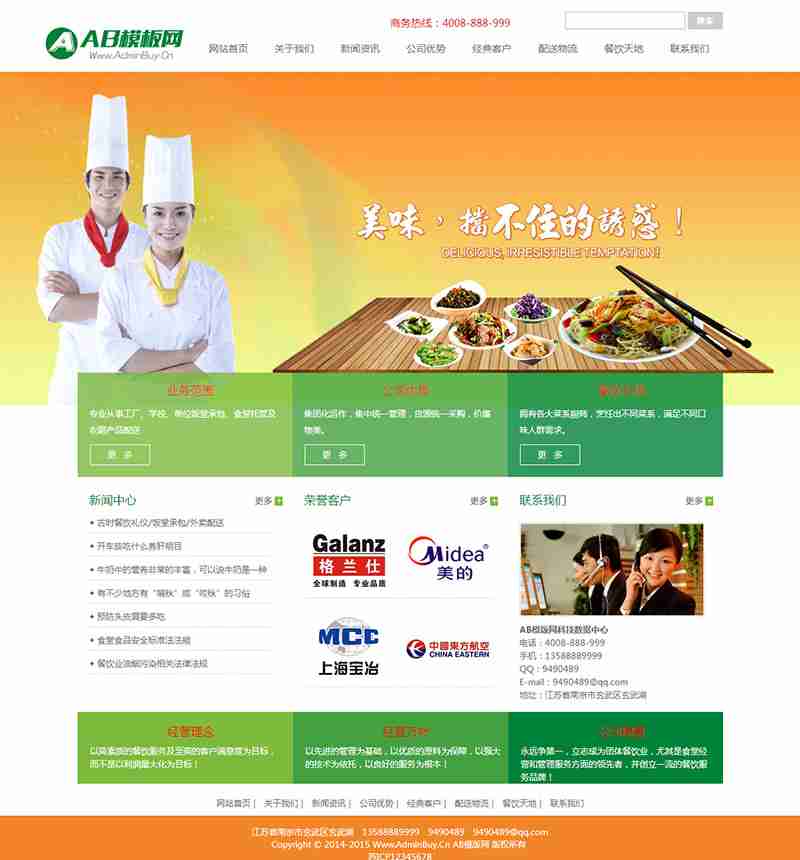 商务热线：4008-888-999
搜索
AB模板网
Www.AdminBuy.Cn
网站首页 关于我们 新闻资讯 公司优势 经典客户 配送物流 餐饮天地 联系我们
美味，擋不住的誘惑！
DELICIOUS, IRRESISTIBLE TEMPTATION!
业务范围
专业从事工厂、学校、单位饭堂承包、食堂托管及
农副产品配送
更 多
集团化运作，集中统一管理，货源统一采购，价廉
物美。
更 多
拥有各大菜系厨师，烹饪出不同菜系，满足不同口
味人群需求。
更 多
新闻中心 更多
古时餐饮礼仪/饭堂承包/外卖配送
开车族吃什么养肝明目
牛奶中的营养非常的丰富，可以说牛奶是一种
有不少地方有“啃秋”或“咬秋”的习俗
预防头皮屑要多吃
食堂食品安全标准法法能
餐饮业油烟污染相关法律法规
荣誉客户 更多
Galanz
格兰仕
全球制造 专业品质
Midea
美的
MCC
上海宝冶
中國東方航空
CHINA EASTERN
联系我们 更多
AB模版网科技数据中心
电话：4008-888-999
手机：13588889999
QQ：9490489
E-mail：9490489@qq.com
地址：江苏省南京市玄武区玄武湖
经营理念
以高素质的餐饮服务及至高的客户满意度为目标，
而不是以利润最大化为目标！
经营方针
以先进的管理为基础，以优质的原料为保障，以强大
的技术为依托，以良好的服务为根本！
永远争第一，立志成为团体餐饮业，尤其是食堂经
营和管理服务方面的领先者，并创立一流的餐饮服
务品牌！
网站首页 | 关于我们 | 新闻资讯 | 公司优势 | 经典客户 | 配送物流 | 餐饮天地 | 联系我们
江苏省南京市玄武区玄武湖 13588889999 9490489 9490489@qq.com
Copyright © 2014-2015 Www.AdminBuy.Cn AB模板网 版权所有
苏ICP12345678